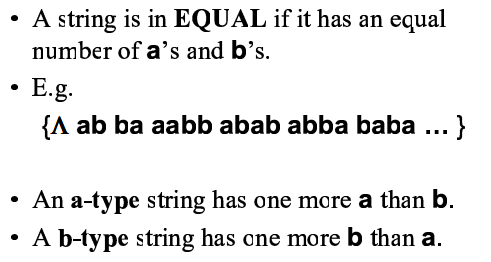 • A string is in EQUAL if it has an equal
number of a's and b's.
• E.g.
{Λ ab ba aabb abab abba baba ... }
• An a-type string has one more a than b.
• A b-type string has one more b than a.